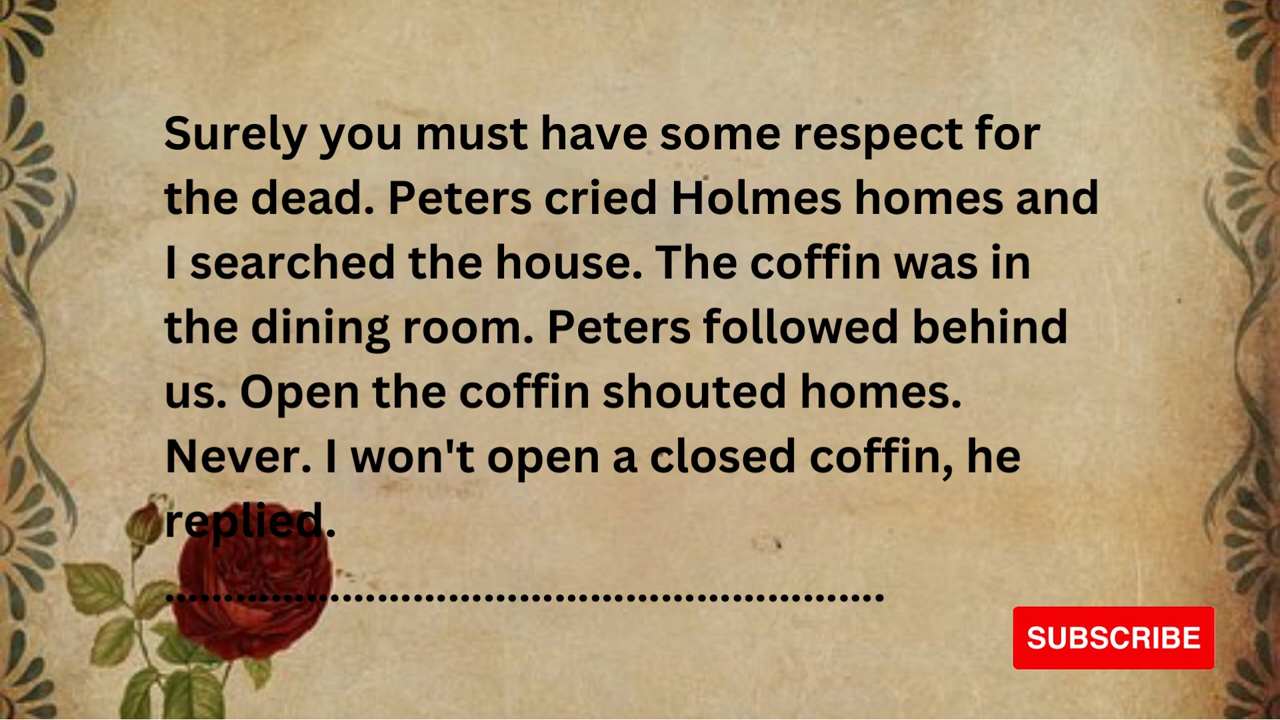 Surely you must have some respect for
the dead. Peters cried Holmes homes and
I searched the house. The coffin was in
the dining room. Peters followed behind
us. Open the coffin shouted homes.
Never. I won't open a closed coffin, he
replied.
............................................................
SUBSCRIBE